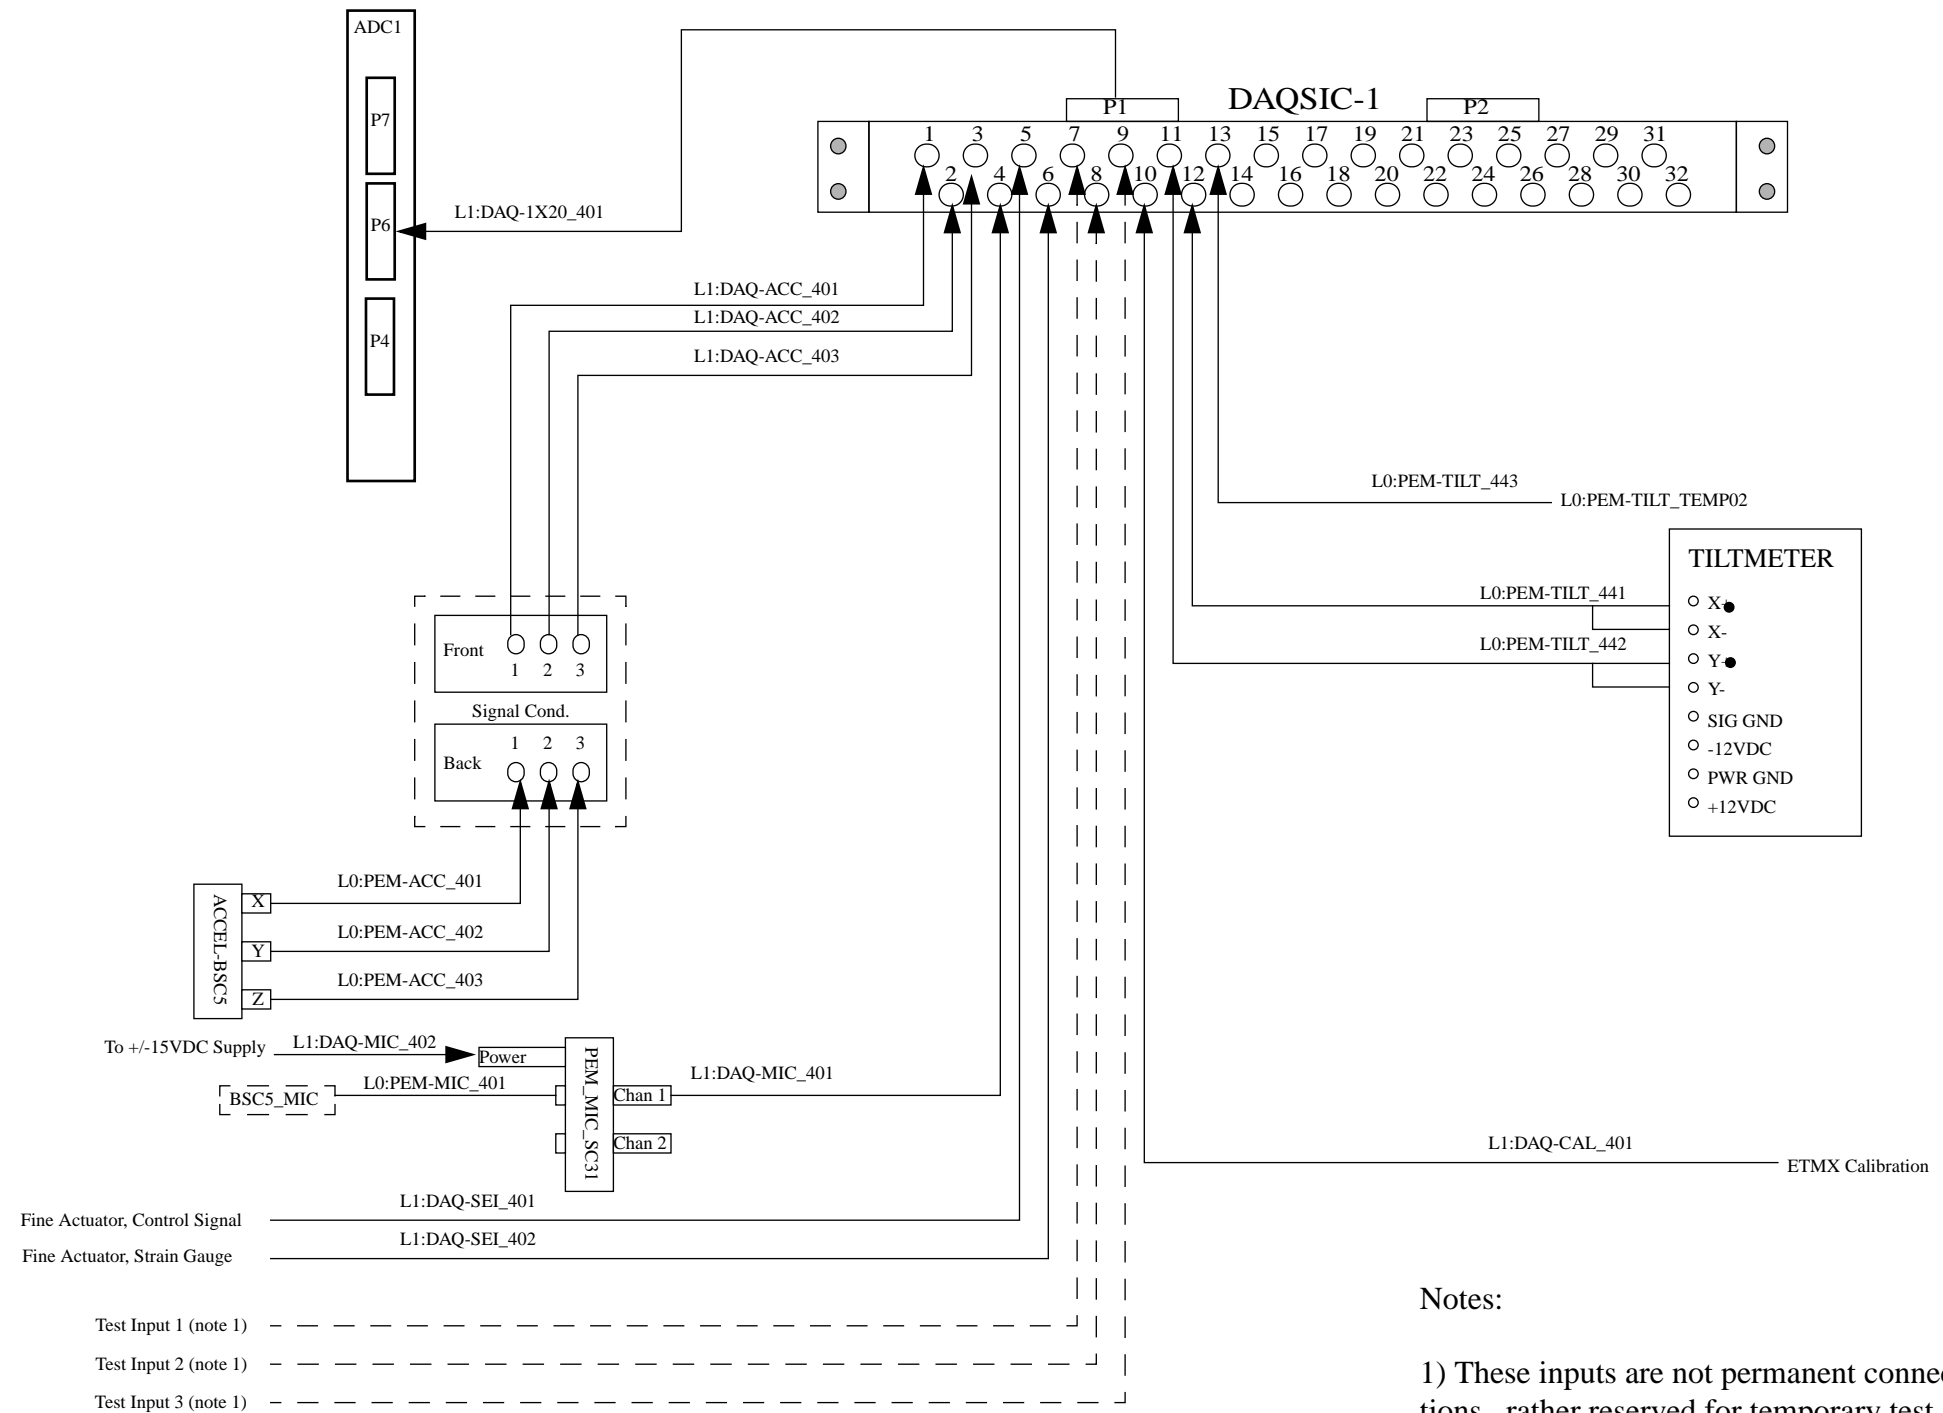 ADC1
P7
P6
P4
L1:DAQ-1X20_401
P1
DAQSIC-1
P2
1 3 5 7 9 11 13 15 17 19 21 23 25 27 29 31
2 4 6 8 10 12 14 16 18 20 22 24 26 28 30 32
L1:DAQ-ACC_401
L1:DAQ-ACC_402
L1:DAQ-ACC_403
L0:PEM-TILT_443
L0:PEM-TILT_TEMP02
TILTMETER
L0:PEM-TILT_441
X+
X-
L0:PEM-TILT_442
Y+
Y-
SIG GND
-12VDC
PWR GND
+12VDC
Front
1 2 3
Signal Cond.
1 2 3
Back
ACCEL-BSC5
X
L0:PEM-ACC_401
Y
L0:PEM-ACC_402
Z
L0:PEM-ACC_403
To +/-15VDC Supply
L1:DAQ-MIC_402
Power
BSC5_MIC
L0:PEM-MIC_401
PEM_MIC_SC31
Chan 1
L1:DAQ-MIC_401
Chan 2
L1:DAQ-CAL_401
ETMX Calibration
Fine Actuator, Control Signal
L1:DAQ-SEI_401
Fine Actuator, Strain Gauge
L1:DAQ-SEI_402
Test Input 1 (note 1)
Test Input 2 (note 1)
Test Input 3 (note 1)
Notes:
1) These inputs are not permanent connec
tions, rather reserved for temporary test